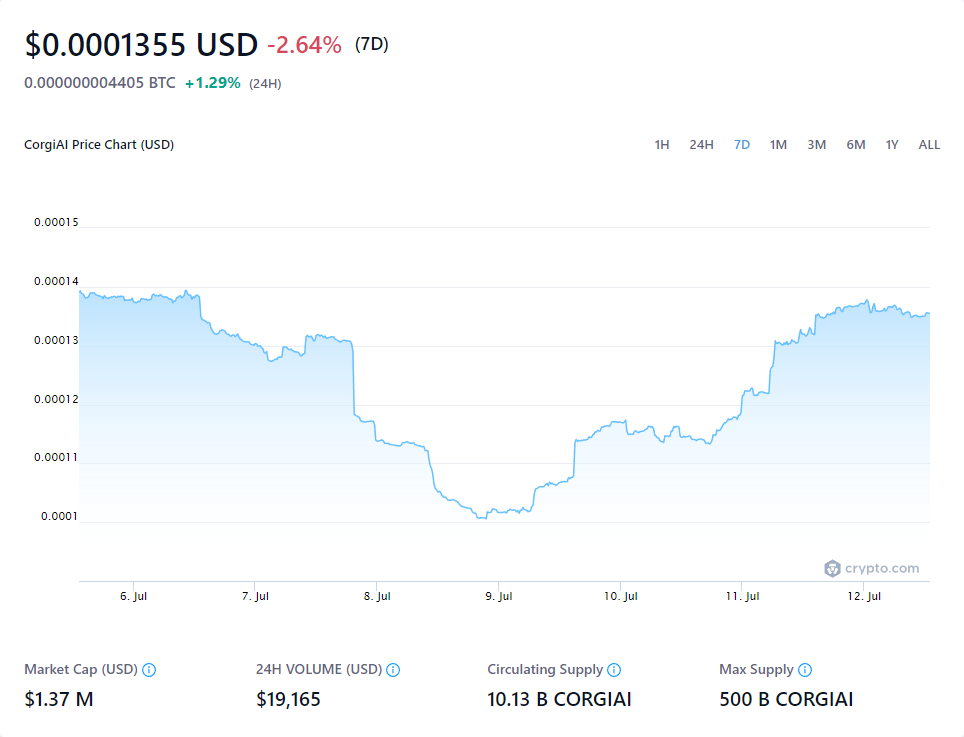 $0.0001355 USD -2.64% (7D)
0.000000004405 BTC +1.29% (24H)
CorgiAI Price Chart (USD) 1H 24H 7D 1M 3M 6M 1Y ALL
0.00015
0.00014
0.00013
0.00012
0.00011
0.0001
crypto.com
6. Jul 7. Jul 8. Jul 9. Jul 10. Jul 11. Jul 12. Jul
Market Cap (USD) 24H VOLUME (USD) Circulating Supply Max Supply
$1.37 M $19,165 10.13 B CORGIAI 500 B CORGIAI